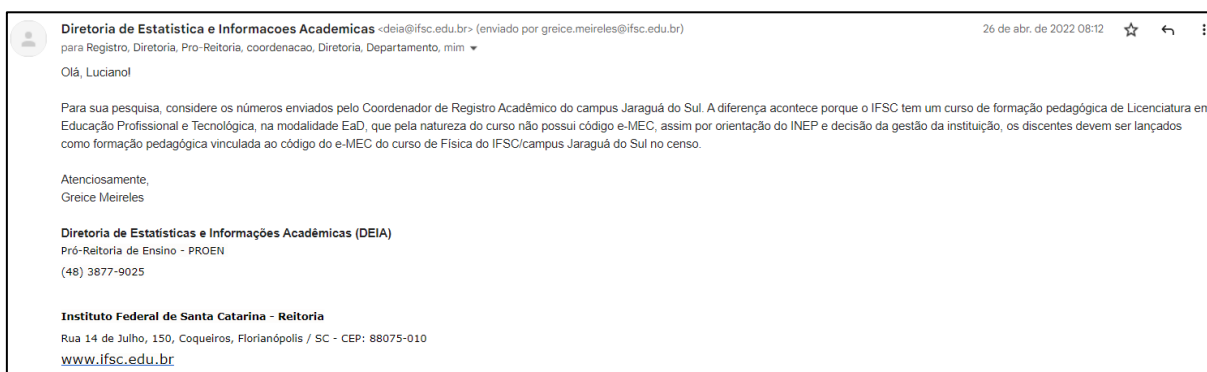 Diretoria de Estatistica e Informacoes Academicas <deia@ifsc.edu.br> (enviado por greice.meireles@ifsc.edu.br) 26 de abr. de 2022 08:12
para Registro, Diretoria, Pro-Reitoria, coordenacao, Diretoria, Departamento, mim
Olá, Luciano!
Para sua pesquisa, considere os números enviados pelo Coordenador de Registro Acadêmico do campus Jaraguá do Sul. A diferença acontece porque o IFSC tem um curso de formação pedagógica de Licenciatura em
Educação Profissional e Tecnológica, na modalidade EaD, que pela natureza do curso não possui código e-MEC, assim por orientação do INEP e decisão da gestão da instituição, os discentes devem ser lançados
como formação pedagógica vinculada ao código do e-MEC do curso de Física do IFSC/campus Jaraguá do Sul no censo.
Atenciosamente,
Greice Meireles
Diretoria de Estatísticas e Informações Acadêmicas (DEIA)
Pró-Reitoria de Ensino - PROEN
(48) 3877-9025
Instituto Federal de Santa Catarina - Reitoria
Rua 14 de Julho, 150, Coqueiros, Florianópolis / SC - CEP: 88075-010
www.ifsc.edu.br